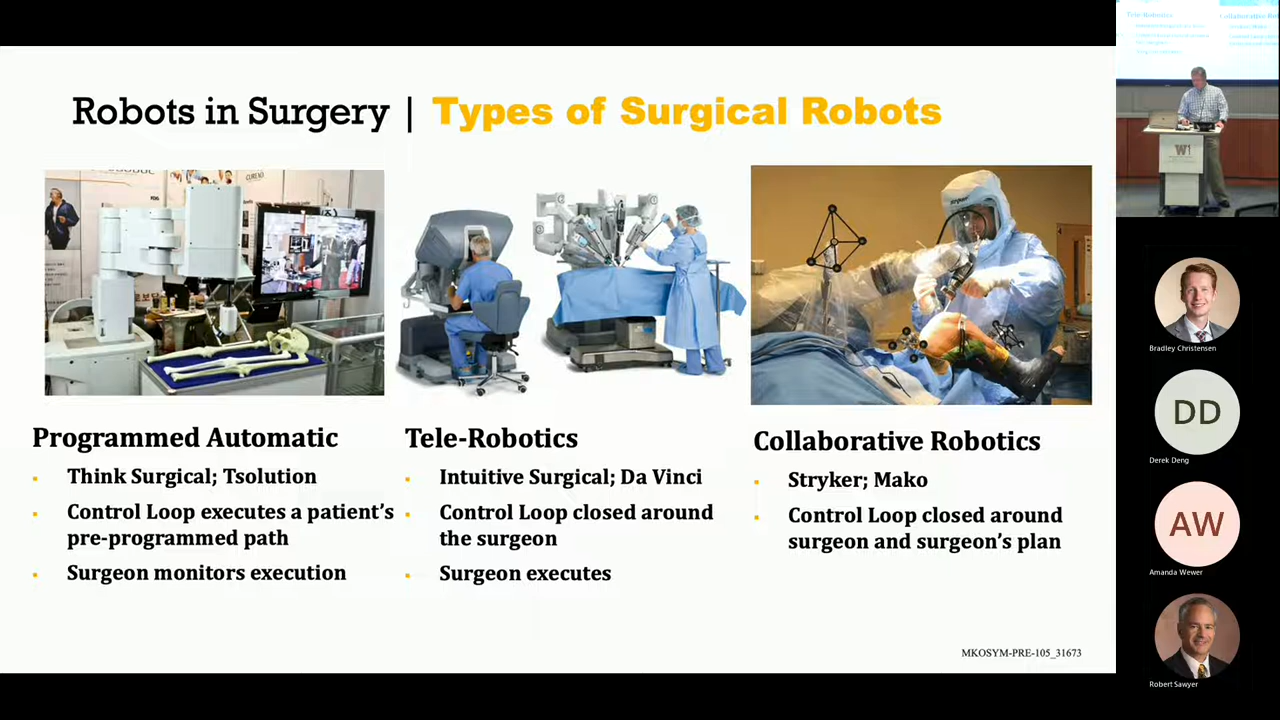 Robots in Surgery | Types of Surgical Robots
Programmed Automatic
Think Surgical; Tsolution
Control Loop executes a patient's
pre-programmed path
Surgeon monitors execution
Tele-Robotics
Intuitive Surgical; Da Vinci
Control Loop closed around
the surgeon
Surgeon executes
Collaborative Robotics
Stryker; Mako
Control Loop closed around
surgeon and surgeon's plan
MKOSYM-PRE-105_31673
Tele-Robotics
Bradley Christensen
DD
Derek Deng
AW
Amanda Wewer
Robert Sawyer